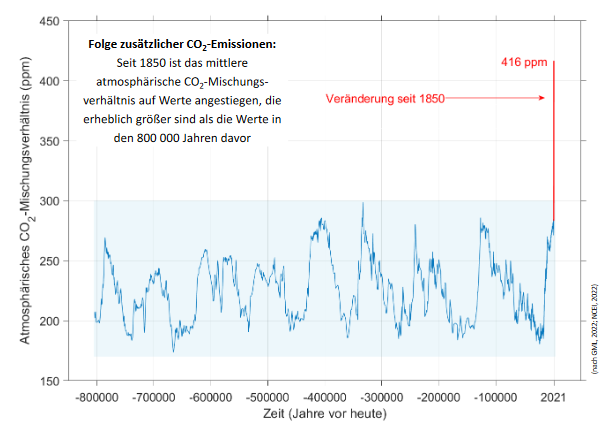 Folge zusätzlicher CO₂-Emissionen:
Seit 1850 ist das mittlere
atmosphärische CO₂-Mischungs-
verhältnis auf Werte angestiegen, die
erheblich größer sind als die Werte in
den 800 000 Jahren davor
416 ppm
Veränderung seit 1850
Atmosphärisches CO₂-Mischungsverhältnis (ppm)
450
400
350
300
250
200
150
-800000 -700000 -600000 -500000 -400000 -300000 -200000 -100000 2021
Zeit (Jahre vor heute)
(nach GML, 2022; NCEI, 2022)